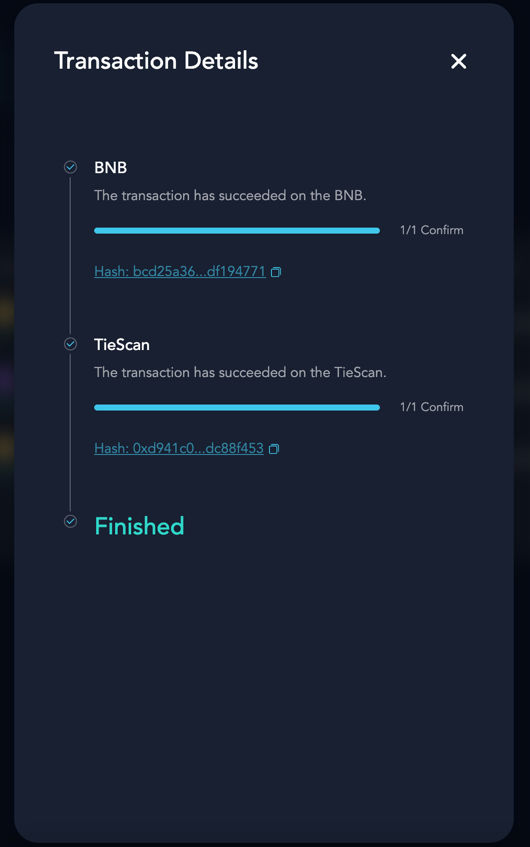 Transaction Details
BNB
The transaction has succeeded on the BNB.
1/1 Confirm
Hash: bcd25a36...df194771
TieScan
The transaction has succeeded on the TieScan.
1/1 Confirm
Hash: 0xd941c0...dc88f453
Finished